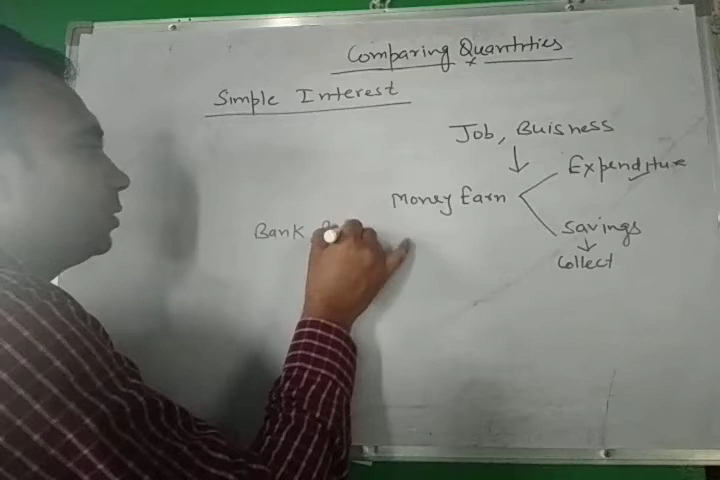 Comparing Quantities
Simple Interest
Job, Buisness
Expenditure
Money Earn
Savings
Bank
Collect